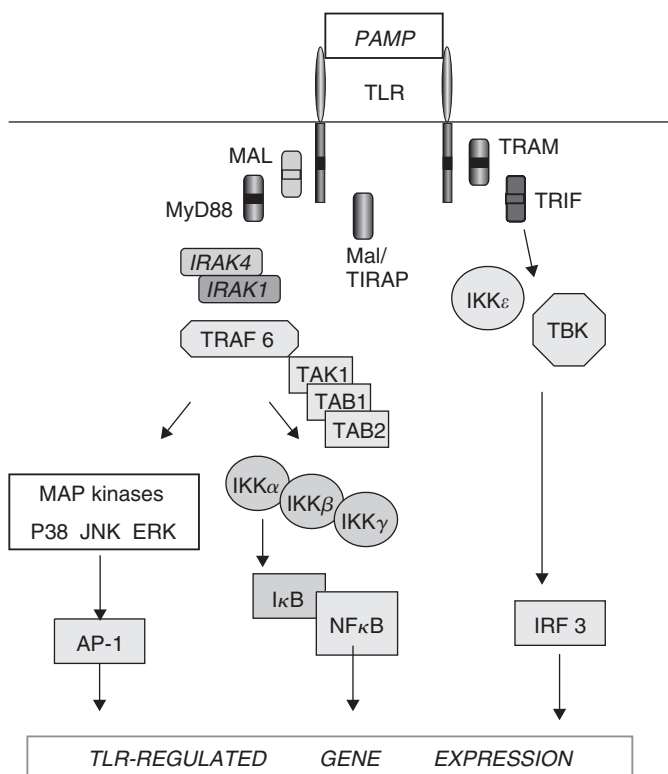 PAMP
TLR
MAL
TRAM
MyD88
TRIF
Mal/
TIRAP
IRAK4
IRAK1
IKKε
TBK
TRAF 6
TAK1
TAB1
TAB2
MAP kinases
P38 JNK ERK
IKKα
IKKβ
IKKγ
IκB
NFκB
AP-1
IRF 3
TLR-REGULATED GENE EXPRESSION